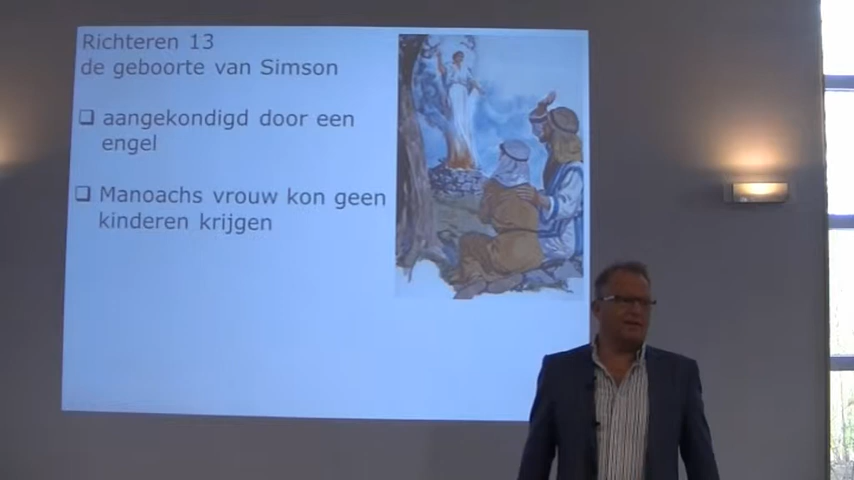 Richteren 13
de geboorte van Simson
❑ aangekondigd door een
engel
❑ Manoachs vrouw kon geen
kinderen krijgen